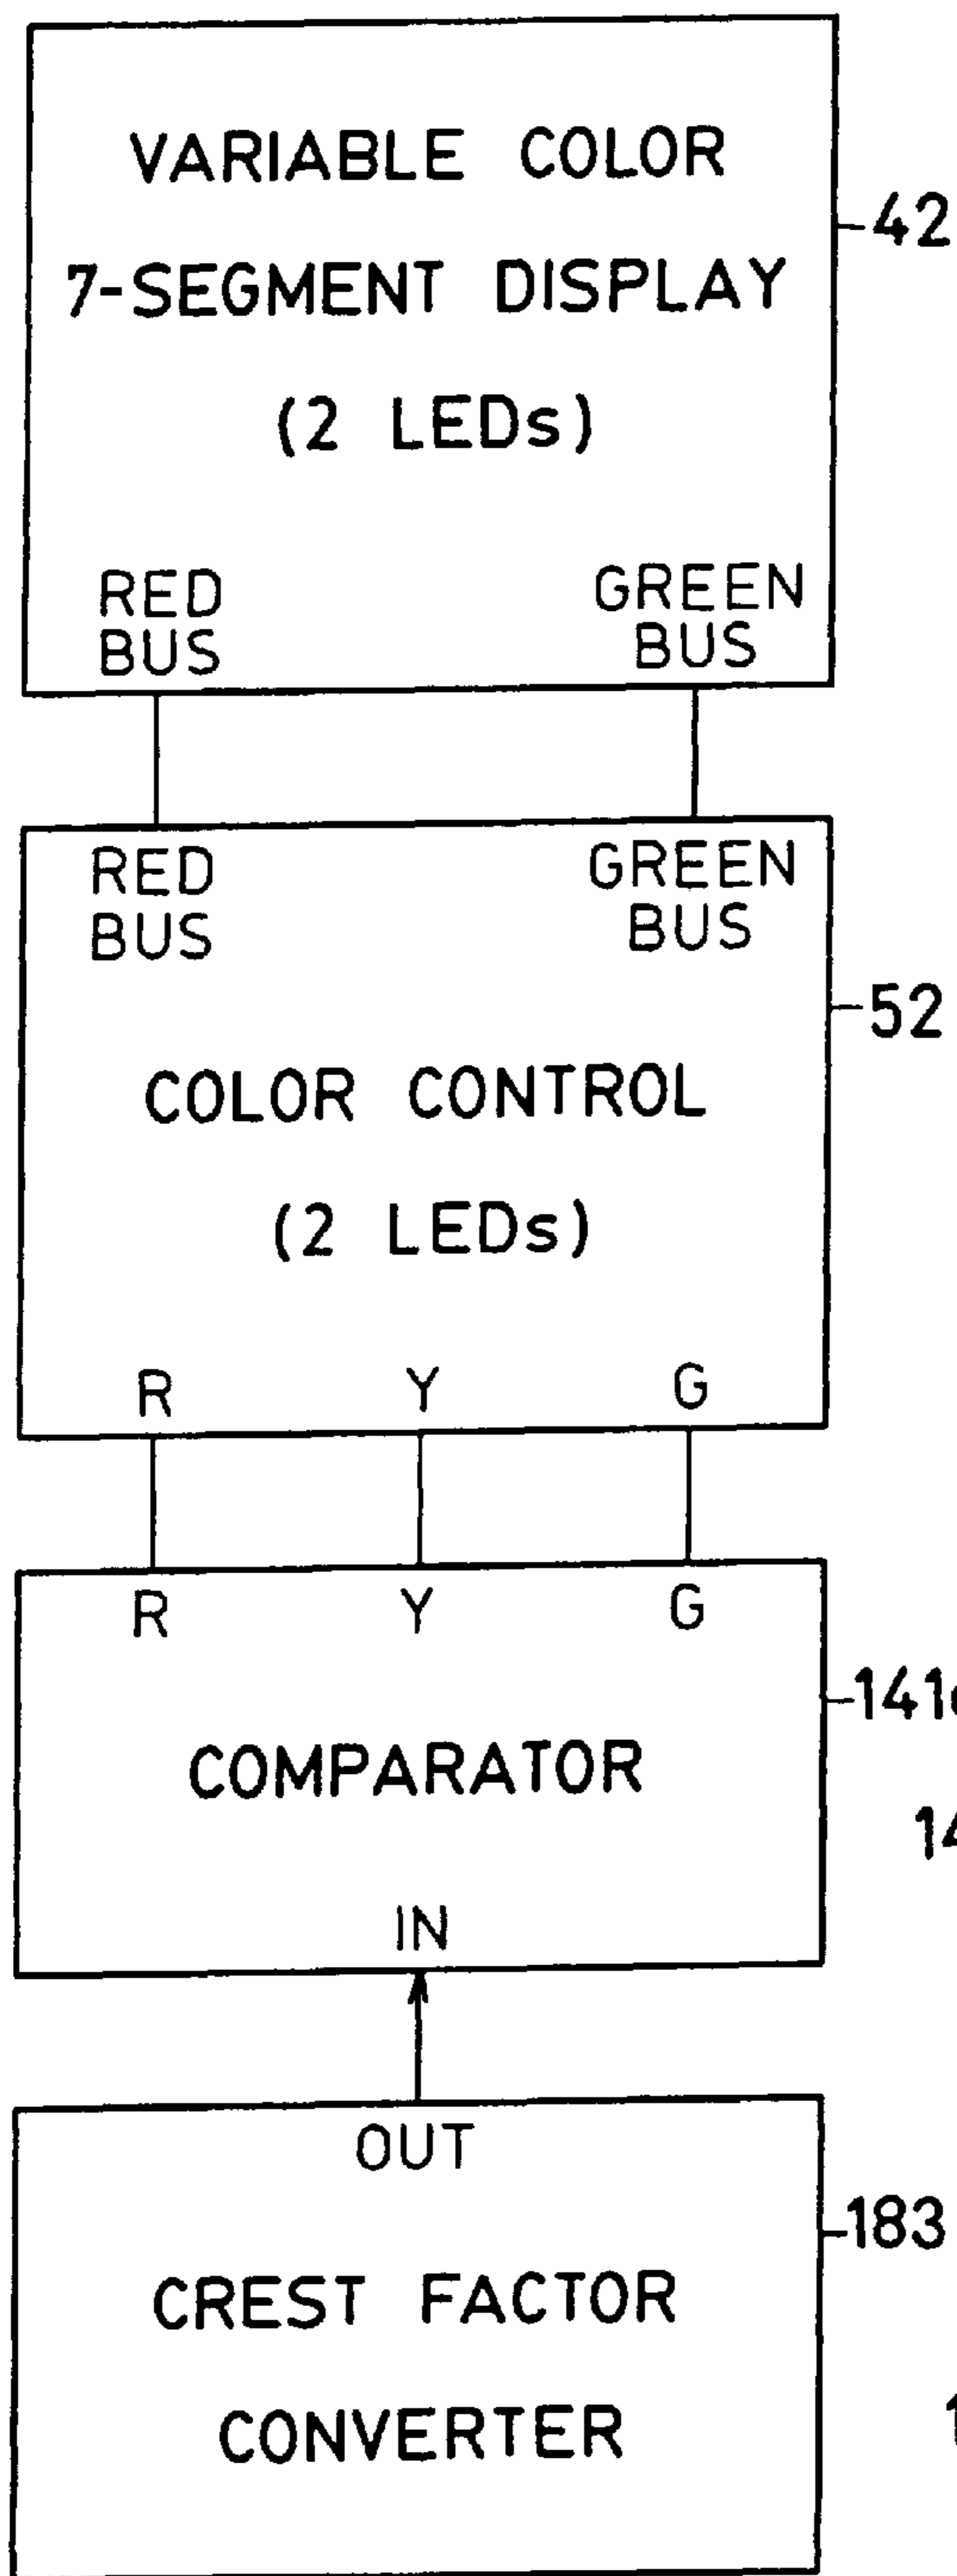 VARIABLE COLOR
7-SEGMENT DISPLAY
(2 LEDs)
42
RED BUS
GREEN BUS
RED BUS
GREEN BUS
52
COLOR CONTROL
(2 LEDs)
R Y G
R Y G
COMPARATOR
IN
OUT
183
CREST FACTOR
CONVERTER